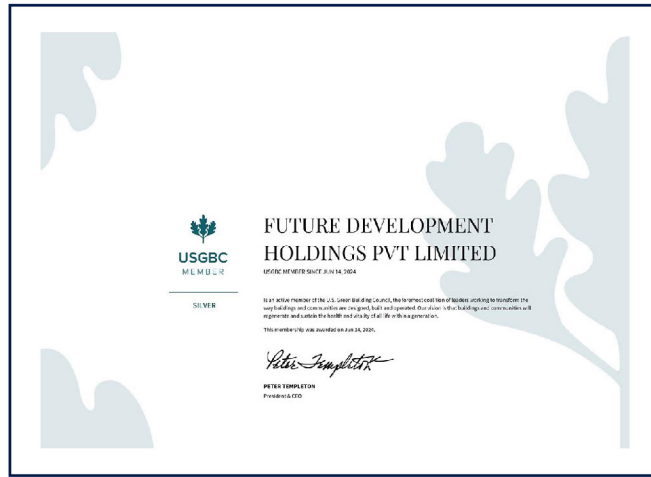 USGBC
MEMBER
SILVER
FUTURE DEVELOPMENT
HOLDINGS PVT LIMITED
USGBC MEMBER SINCE JUN 14, 2024
is an active member of the U.S. Green Building Council, the foremost coalition of leaders working to transform the
way buildings and communities are designed, built and operated. Our vision is that buildings and communities will
regenerate and sustain the health and vitality of all life within a generation.
This membership was awarded on Jun 14, 2024.
Peter Templeton
PETER TEMPLETON
President & CEO